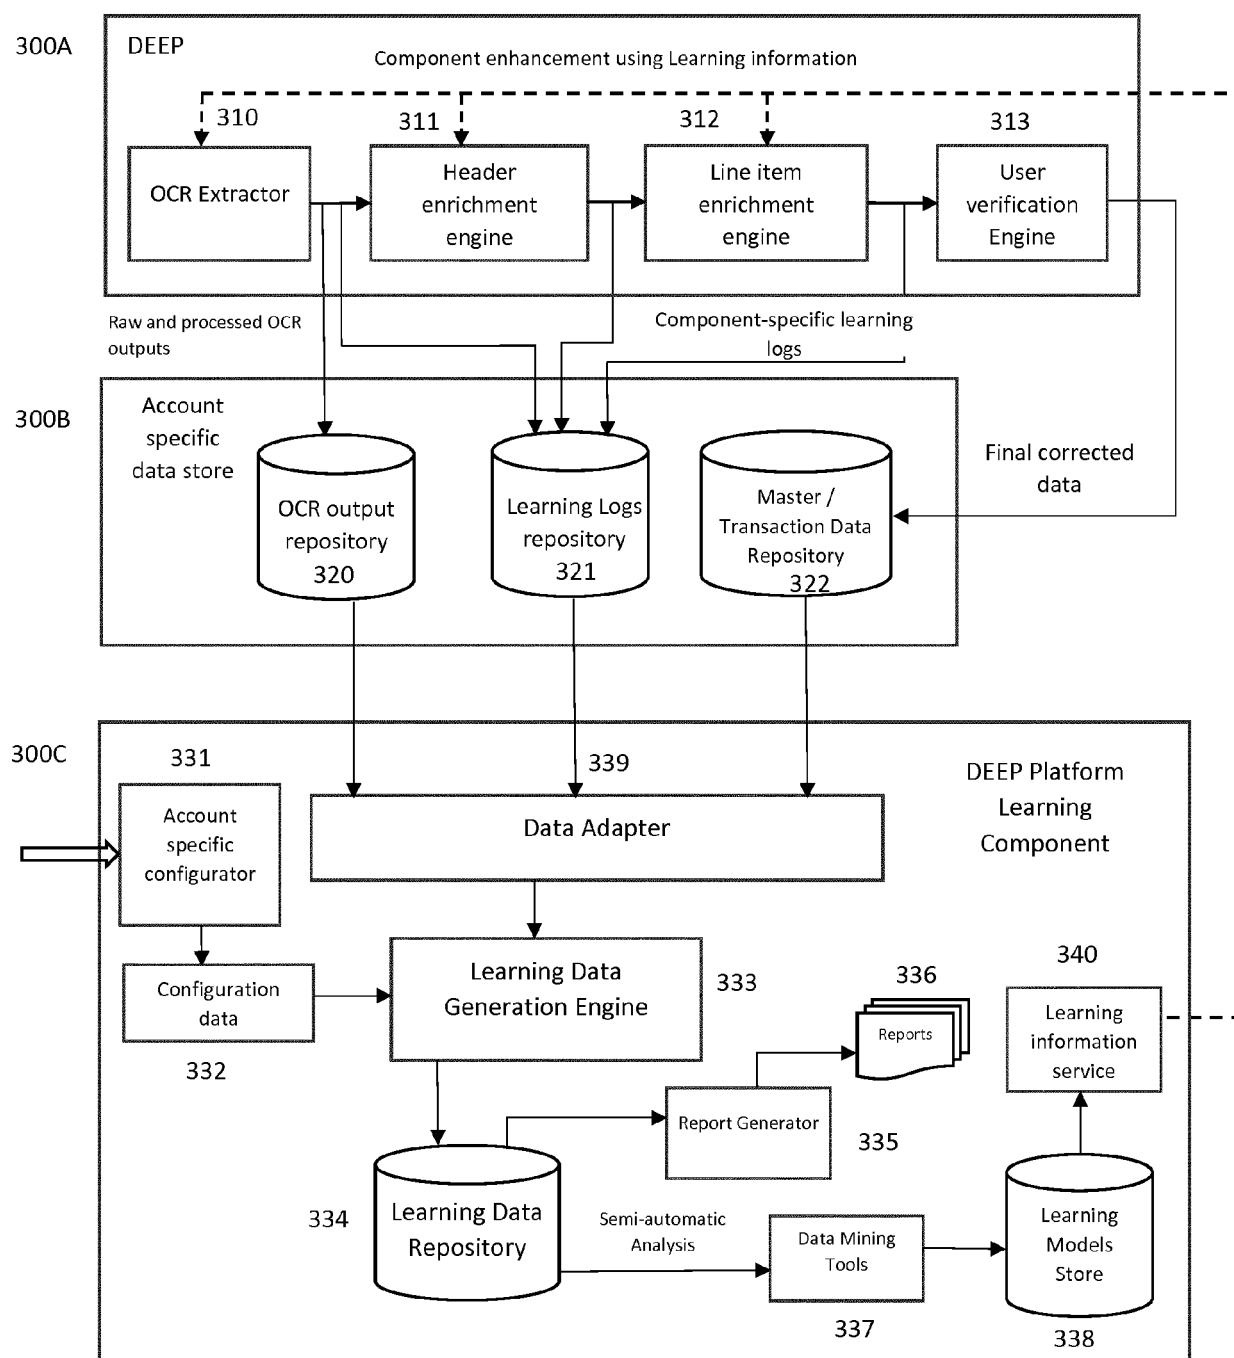 300A
DEEP
Component enhancement using Learning information
310
311
312
313
OCR Extractor
Header
enrichment
engine
Line item
enrichment
engine
User
verification
Engine
Raw and processed OCR
outputs
Component-specific learning
logs
300B
Account
specific
data store
OCR output
repository
320
Learning Logs
repository
321
Master /
Transaction Data
Repository
322
Final corrected
data
300C
331
339
DEEP Platform
Learning
Component
Account
specific
configurator
Data Adapter
Configuration
data
332
Learning Data
Generation Engine
333
336
Reports
340
Learning
information
service
Report Generator
335
334
Learning Data
Repository
Semi-automatic
Analysis
Data Mining
Tools
337
Learning
Models
Store
338